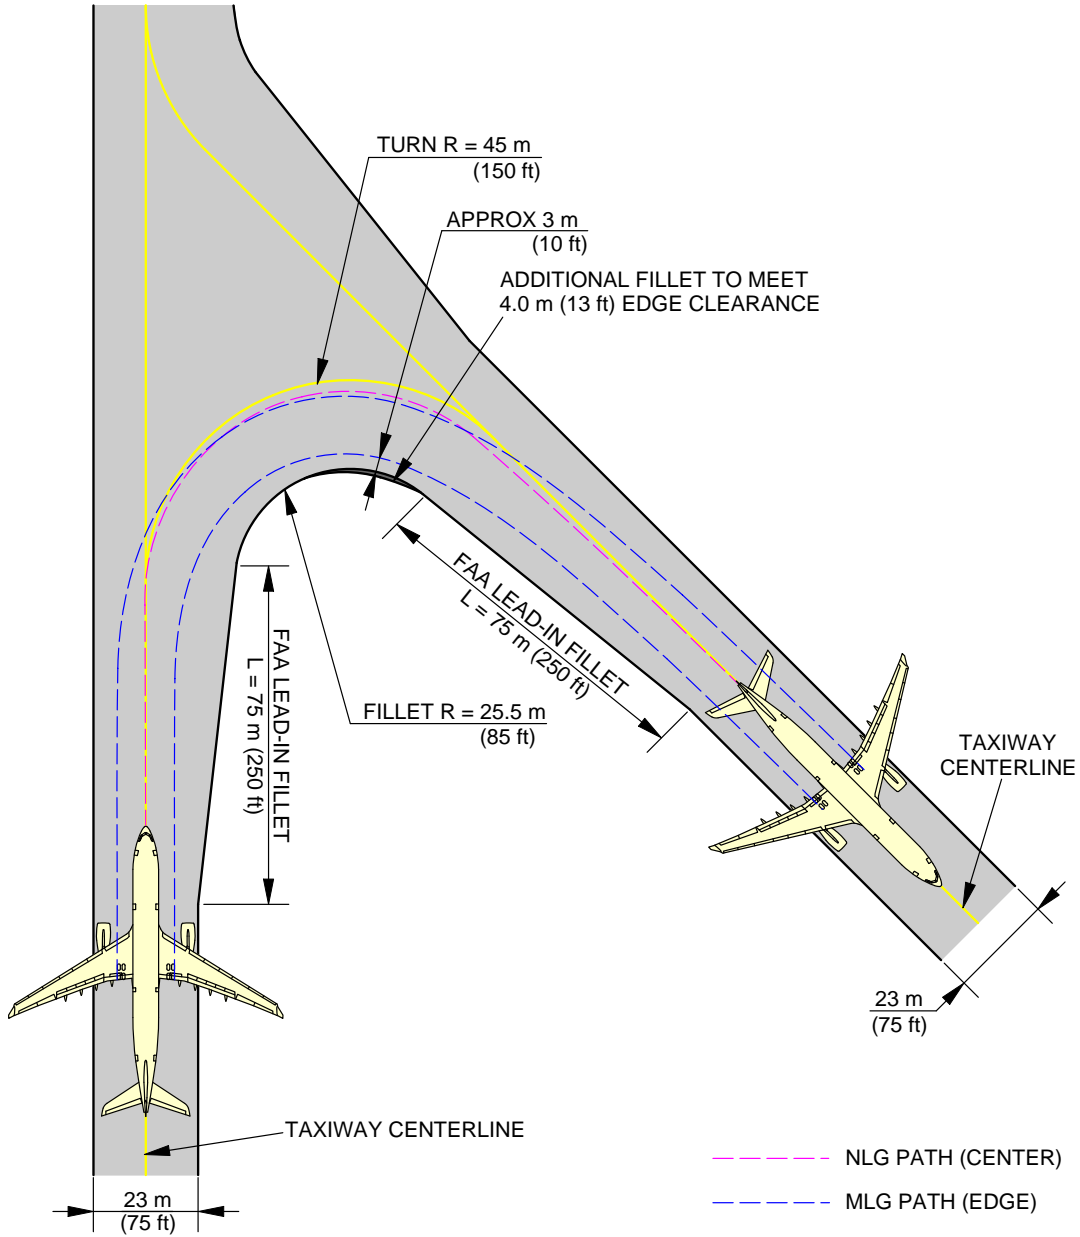 TURN R = 45 m
(150 ft)
APPROX 3 m
(10 ft)
ADDITIONAL FILLET TO MEET
4.0 m (13 ft) EDGE CLEARANCE
FAA LEAD-IN FILLET
L = 75 m (250 ft)
FAA LEAD-IN FILLET
L = 75 m (250 ft)
FILLET R = 25.5 m
(85 ft)
TAXIWAY
CENTERLINE
23 m
(75 ft)
TAXIWAY CENTERLINE
NLG PATH (CENTER)
MLG PATH (EDGE)
23 m
(75 ft)